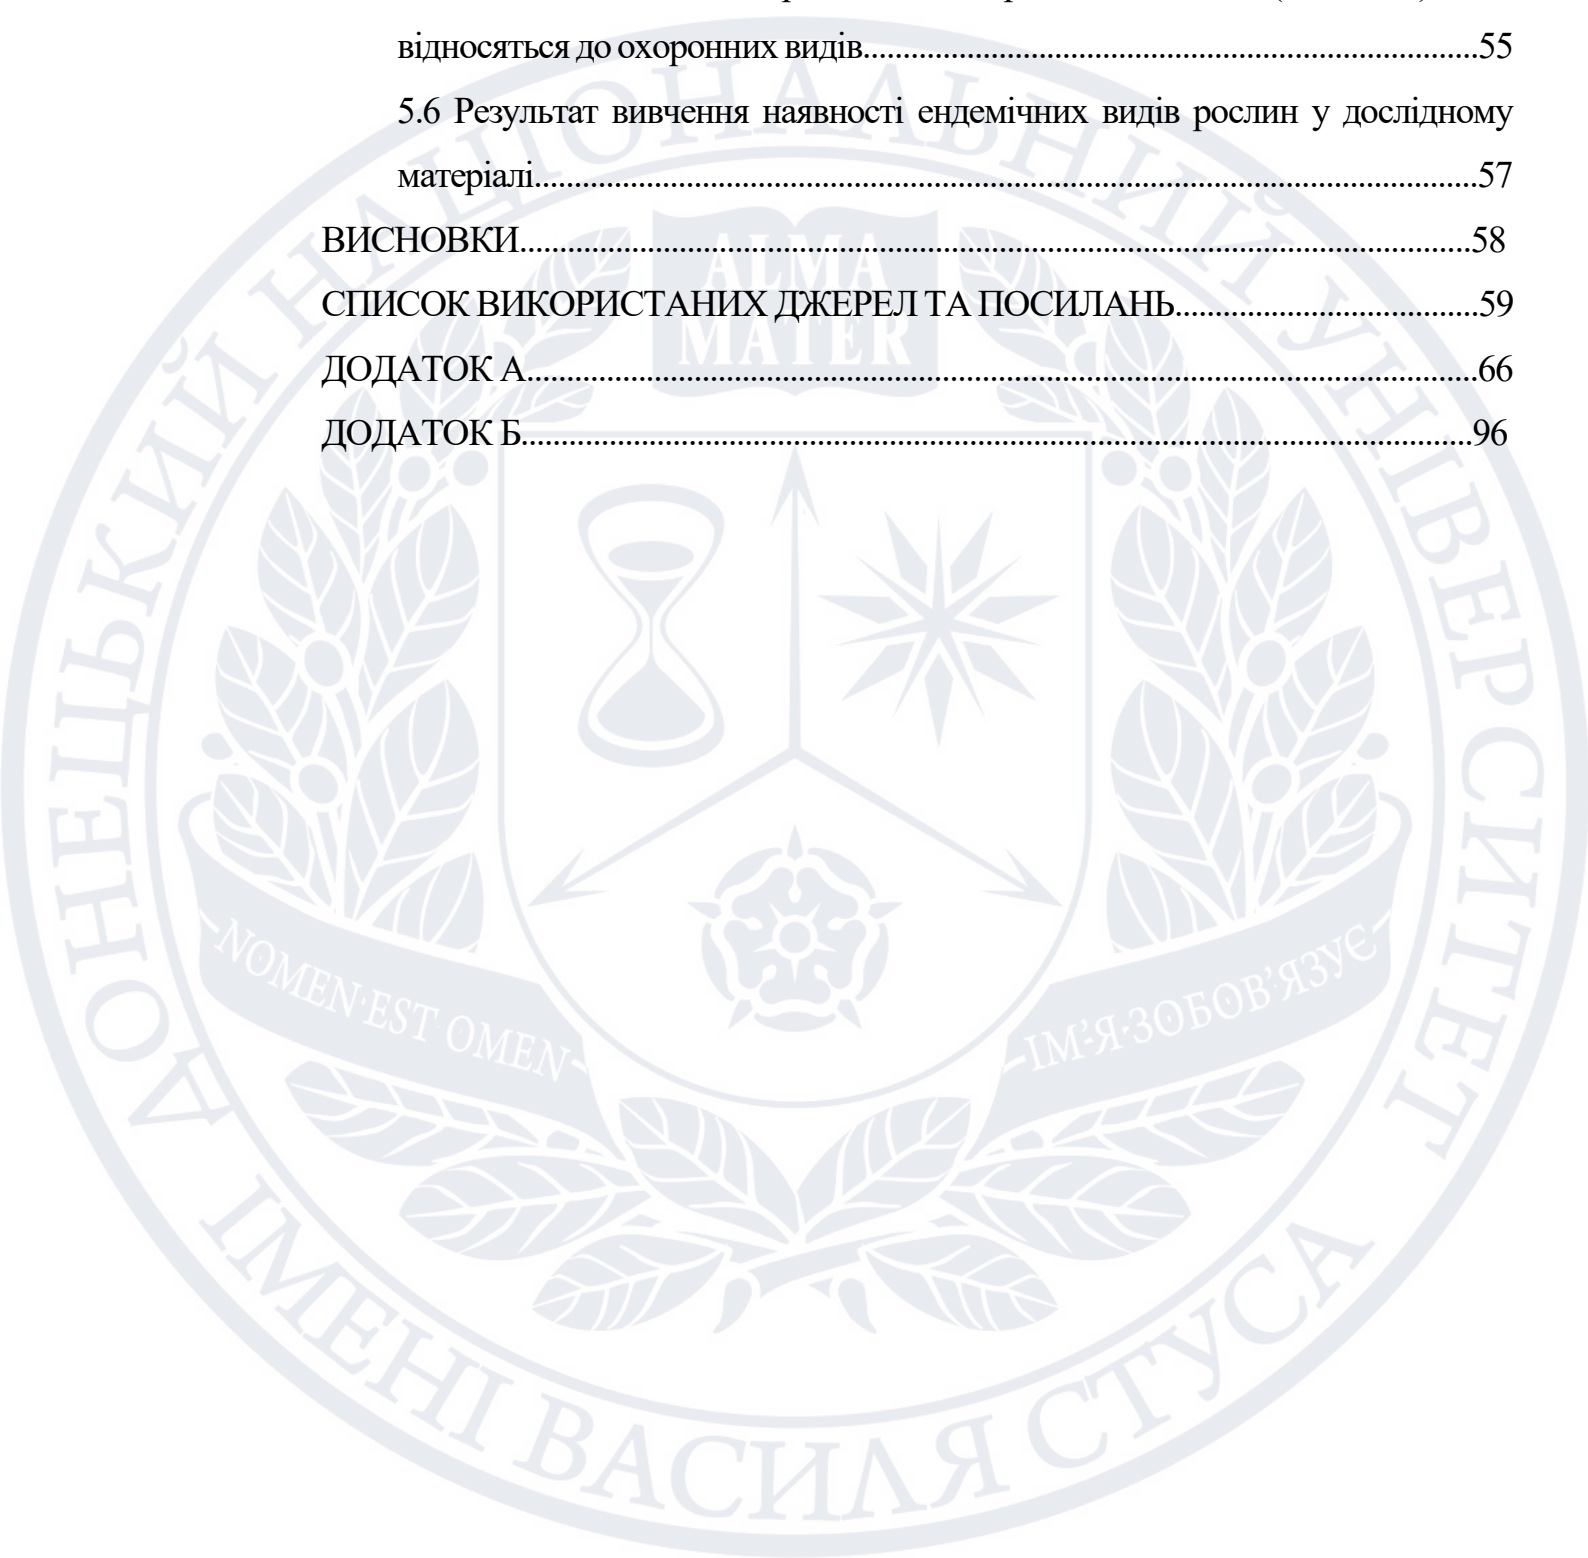 відносяться до охоронних видів.............................................................................55
5.6 Результат вивчення наявності ендемічних видів рослин у дослідному
матеріалі......................................................................................................................57
ВИСНОВКИ.......................................................................................................................58
СПИСОК ВИКОРИСТАНИХ ДЖЕРЕЛ ТА ПОСИЛАНЬ......................................59
ДОДАТОК А.......................................................................................................................66
ДОДАТОК Б.......................................................................................................................96
ДОНЕЦЬКИЙ НАЦІОНАЛЬНИЙ УНІВЕРСИТЕТ
ІМЕНІ ВАСИЛЯ СТУСА
ALMA
MATER
NOMEN·EST·OMEN
ІМ'Я·ЗОБОВ'ЯЗУЄ